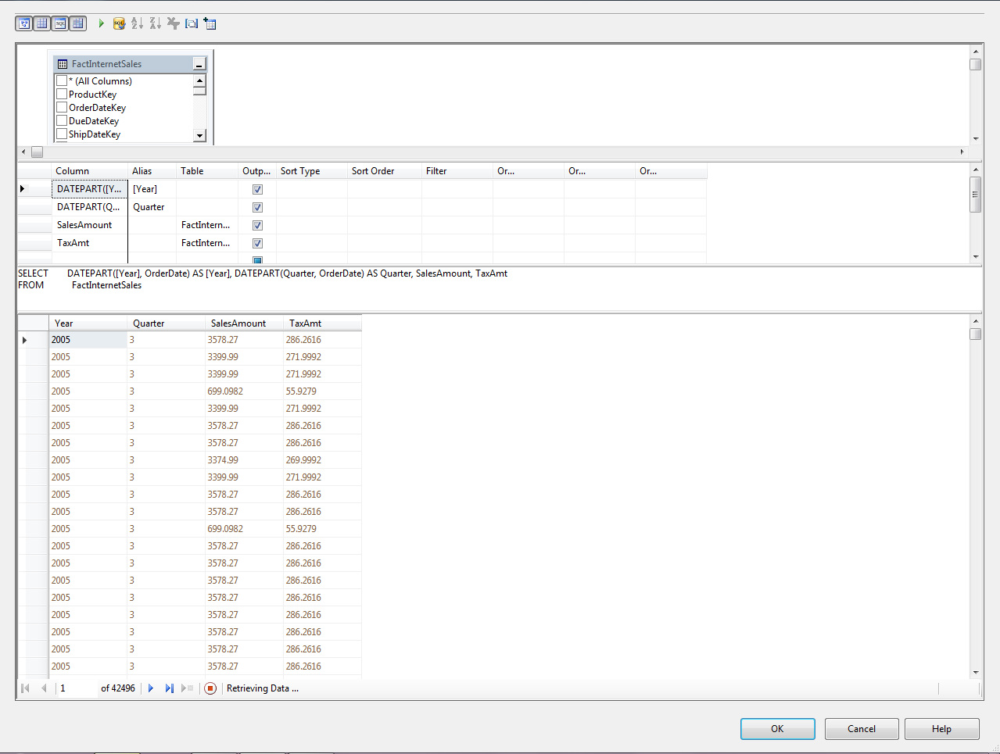 SQL
SQL
FactInternetSales
* (All Columns)
ProductKey
OrderDateKey
DueDateKey
ShipDateKey
Column Alias Table Outp... Sort Type Sort Order Filter Or... Or... Or...
DATEPART([Y... [Year]
DATEPART(Q... Quarter
SalesAmount FactIntern...
TaxAmt FactIntern...
SELECT DATEPART([Year], OrderDate) AS [Year], DATEPART(Quarter, OrderDate) AS Quarter, SalesAmount, TaxAmt
FROM FactInternetSales
Year Quarter SalesAmount TaxAmt
2005 3 3578.27 286.2616
2005 3 3399.99 271.9992
2005 3 3399.99 271.9992
2005 3 699.0982 55.9279
2005 3 3399.99 271.9992
2005 3 3578.27 286.2616
2005 3 3578.27 286.2616
2005 3 3374.99 269.9992
2005 3 3399.99 271.9992
2005 3 3578.27 286.2616
2005 3 3578.27 286.2616
2005 3 699.0982 55.9279
2005 3 3578.27 286.2616
2005 3 3578.27 286.2616
2005 3 3578.27 286.2616
2005 3 3578.27 286.2616
2005 3 3578.27 286.2616
2005 3 3578.27 286.2616
2005 3 3578.27 286.2616
2005 3 3578.27 286.2616
1 of 42496 Retrieving Data ...
OK Cancel Help